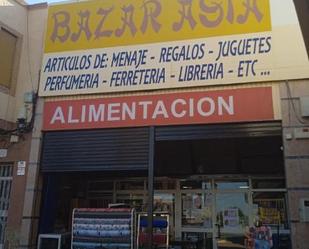 BAZAR ASIA
ARTICULOS DE: MENAJE - REGALOS - JUGUETES
PERFUMERIA - FERRETERIA - LIBRERIA - ETC ...
ALIMENTACION